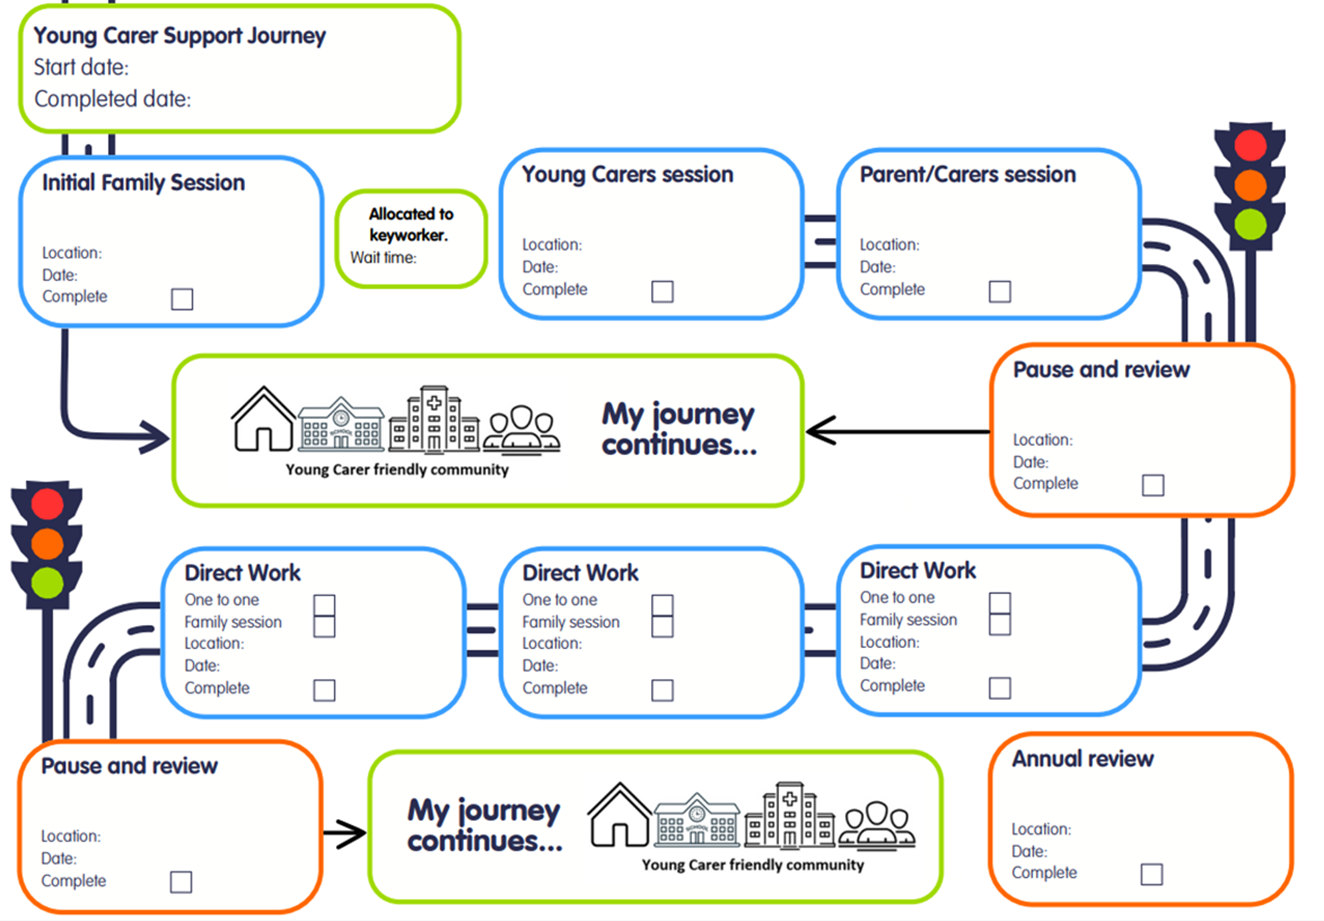 Young Carer Support Journey
Start date:
Completed date:
Initial Family Session
Location:
Date:
Complete
Allocated to
keyworker.
Wait time:
Young Carers session
Location:
Date:
Complete
Parent/Carers session
Location:
Date:
Complete
Pause and review
Location:
Date:
Complete
SCHOOL
Young Carer friendly community
My journey
continues...
Direct Work
One to one
Family session
Location:
Date:
Complete
Direct Work
One to one
Family session
Location:
Date:
Complete
Direct Work
One to one
Family session
Location:
Date:
Complete
Pause and review
Location:
Date:
Complete
My journey
continues...
SCHOOL
Young Carer friendly community
Annual review
Location:
Date:
Complete